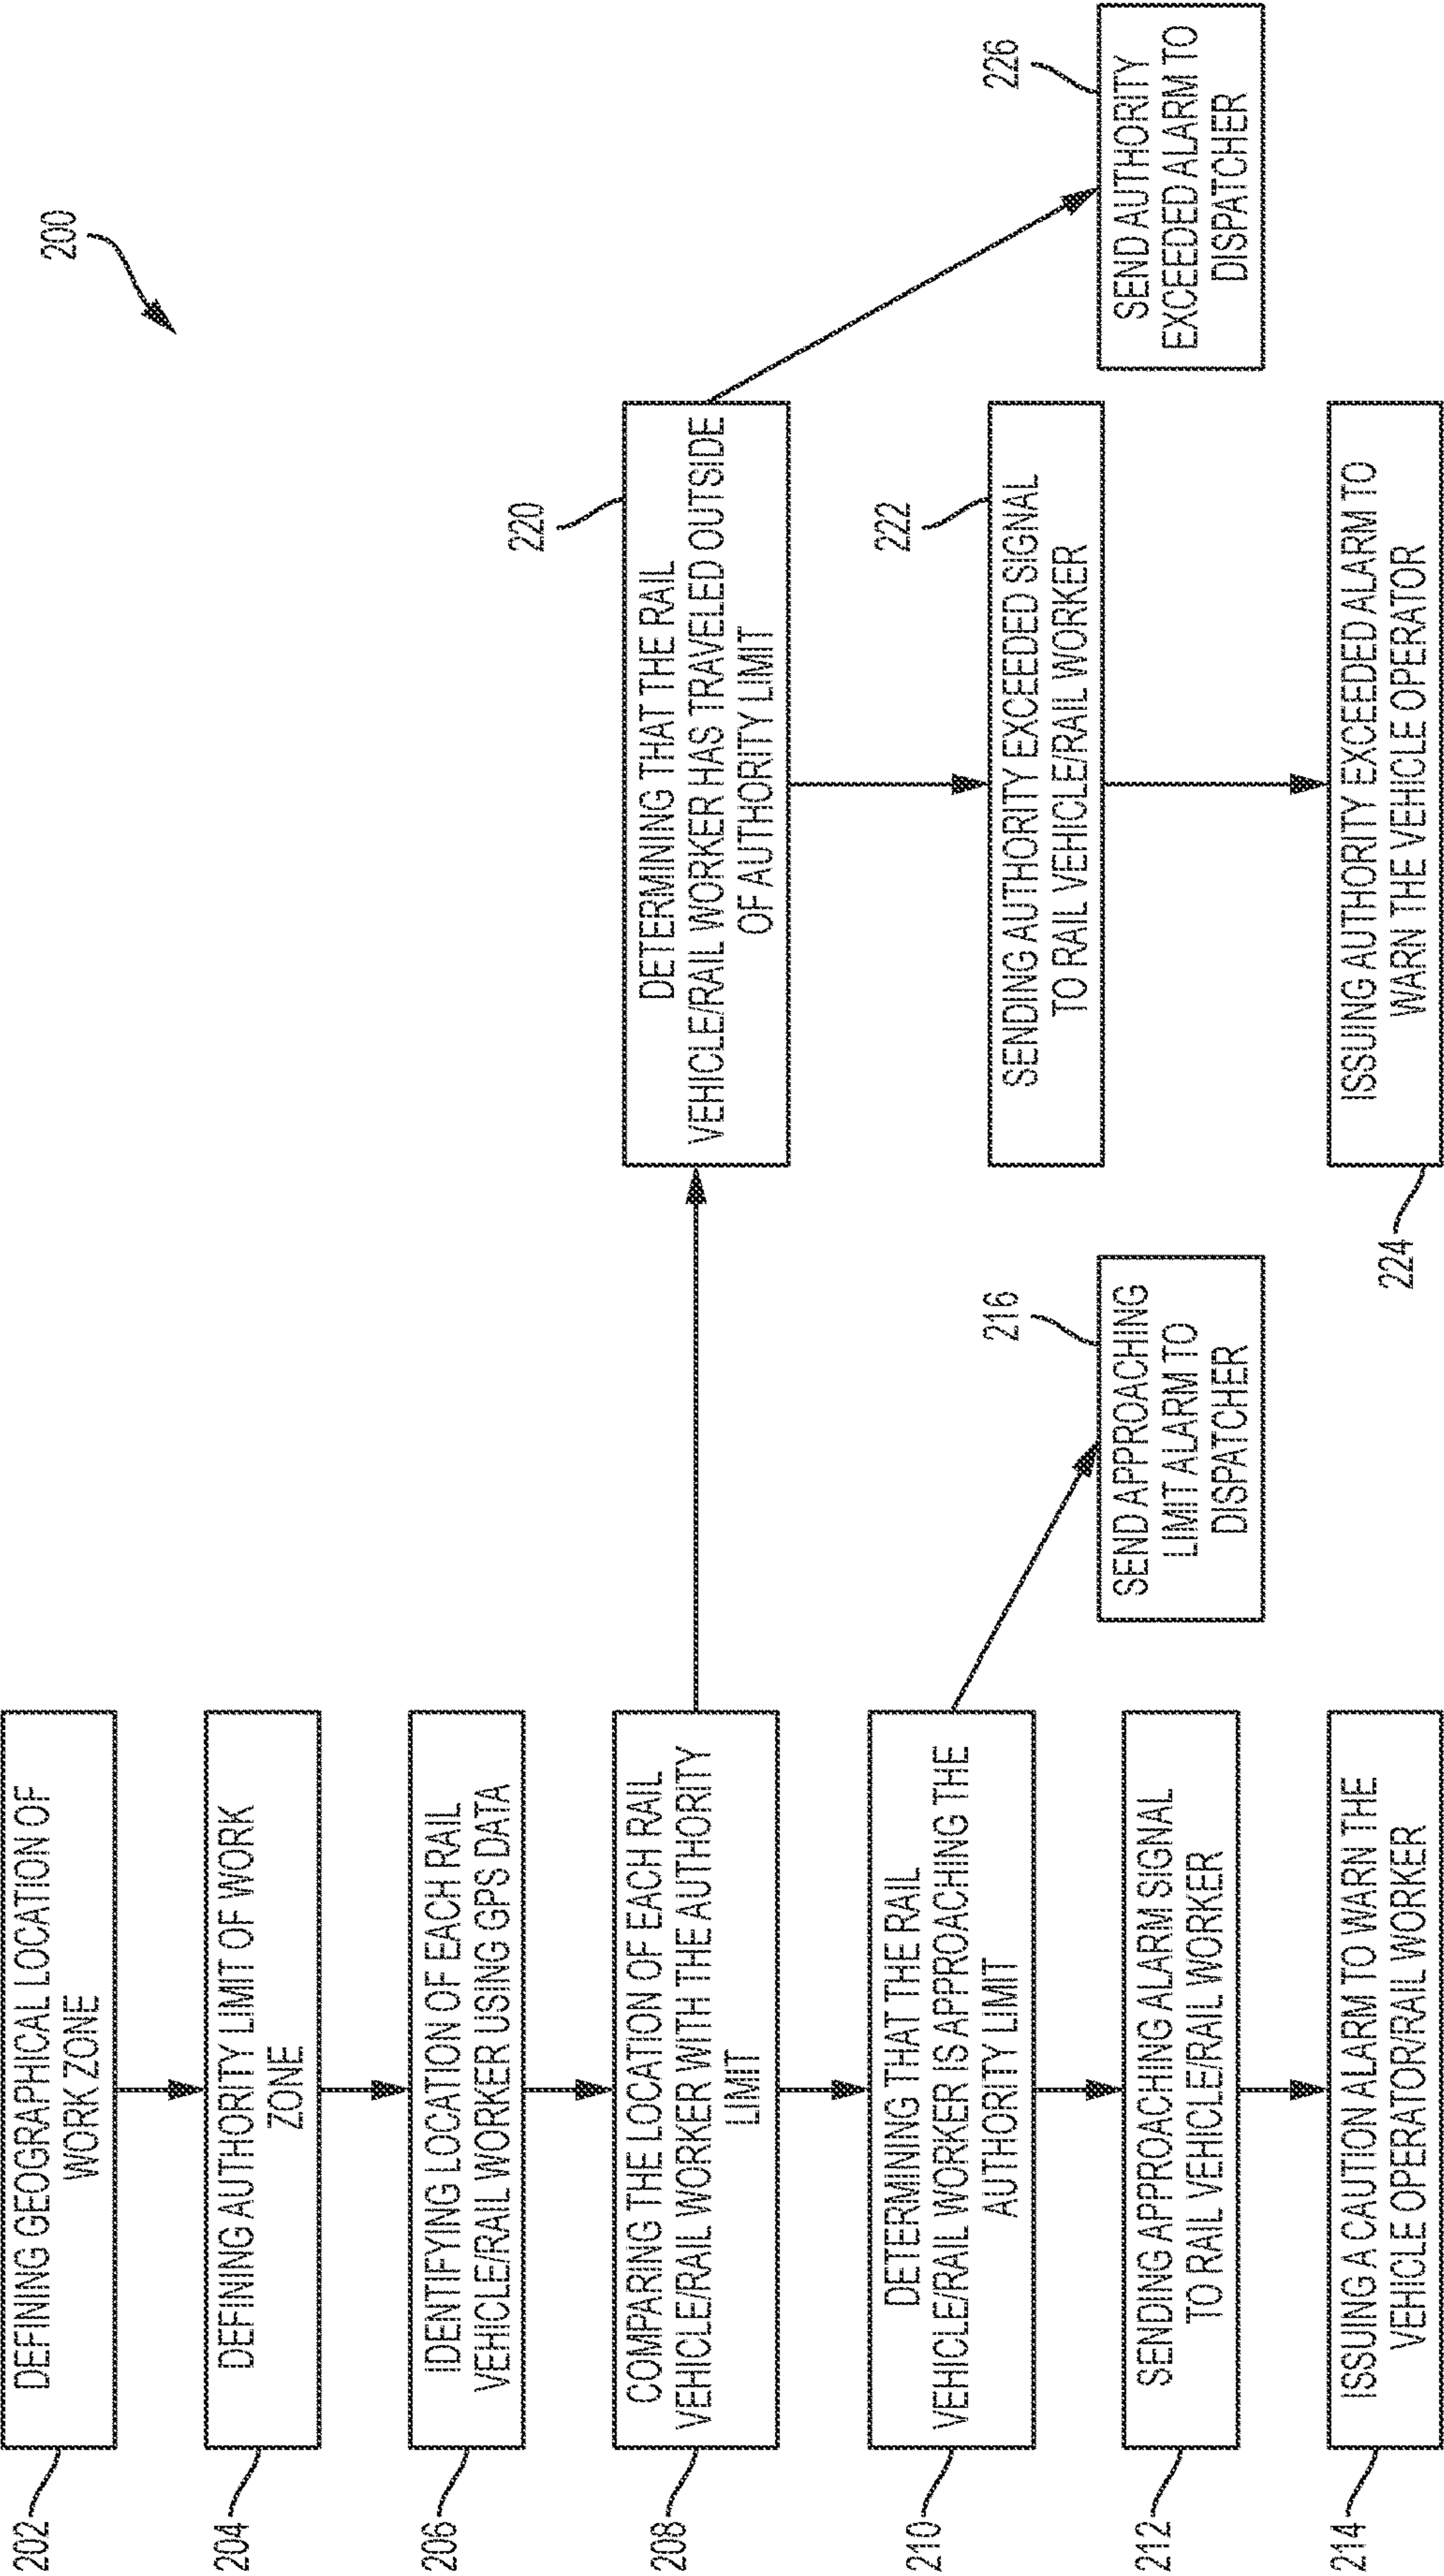 200
202
DEFINING GEOGRAPHICAL LOCATION OF
WORK ZONE
204
DEFINING AUTHORITY LIMIT OF WORK
ZONE
206
IDENTIFYING LOCATION OF EACH RAIL
VEHICLE/RAIL WORKER USING GPS DATA
208
COMPARING THE LOCATION OF EACH RAIL
VEHICLE/RAIL WORKER WITH THE AUTHORITY
LIMIT
210
DETERMINING THAT THE RAIL
VEHICLE/RAIL WORKER IS APPROACHING THE
AUTHORITY LIMIT
212
SENDING APPROACHING ALARM SIGNAL
TO RAIL VEHICLE/RAIL WORKER
214
ISSUING A CAUTION ALARM TO WARN THE
VEHICLE OPERATOR/RAIL WORKER
216
SEND APPROACHING
LIMIT ALARM TO
DISPATCHER
220
DETERMINING THAT THE RAIL
VEHICLE/RAIL WORKER HAS TRAVELED OUTSIDE
OF AUTHORITY LIMIT
222
SENDING AUTHORITY EXCEEDED SIGNAL
TO RAIL VEHICLE/RAIL WORKER
224
ISSUING AUTHORITY EXCEEDED ALARM TO
WARN THE VEHICLE OPERATOR
226
SEND AUTHORITY
EXCEEDED ALARM TO
DISPATCHER